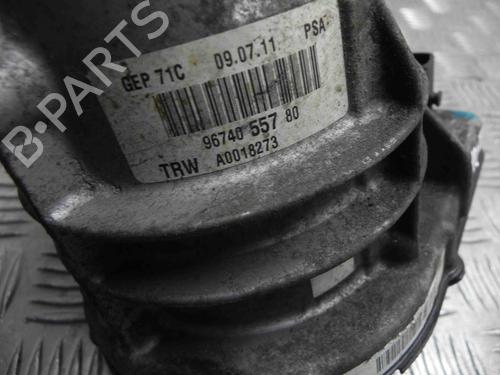 GEP 71C 09.07.11 PSA
96740 557 80
TRW A0018273
B PARTS